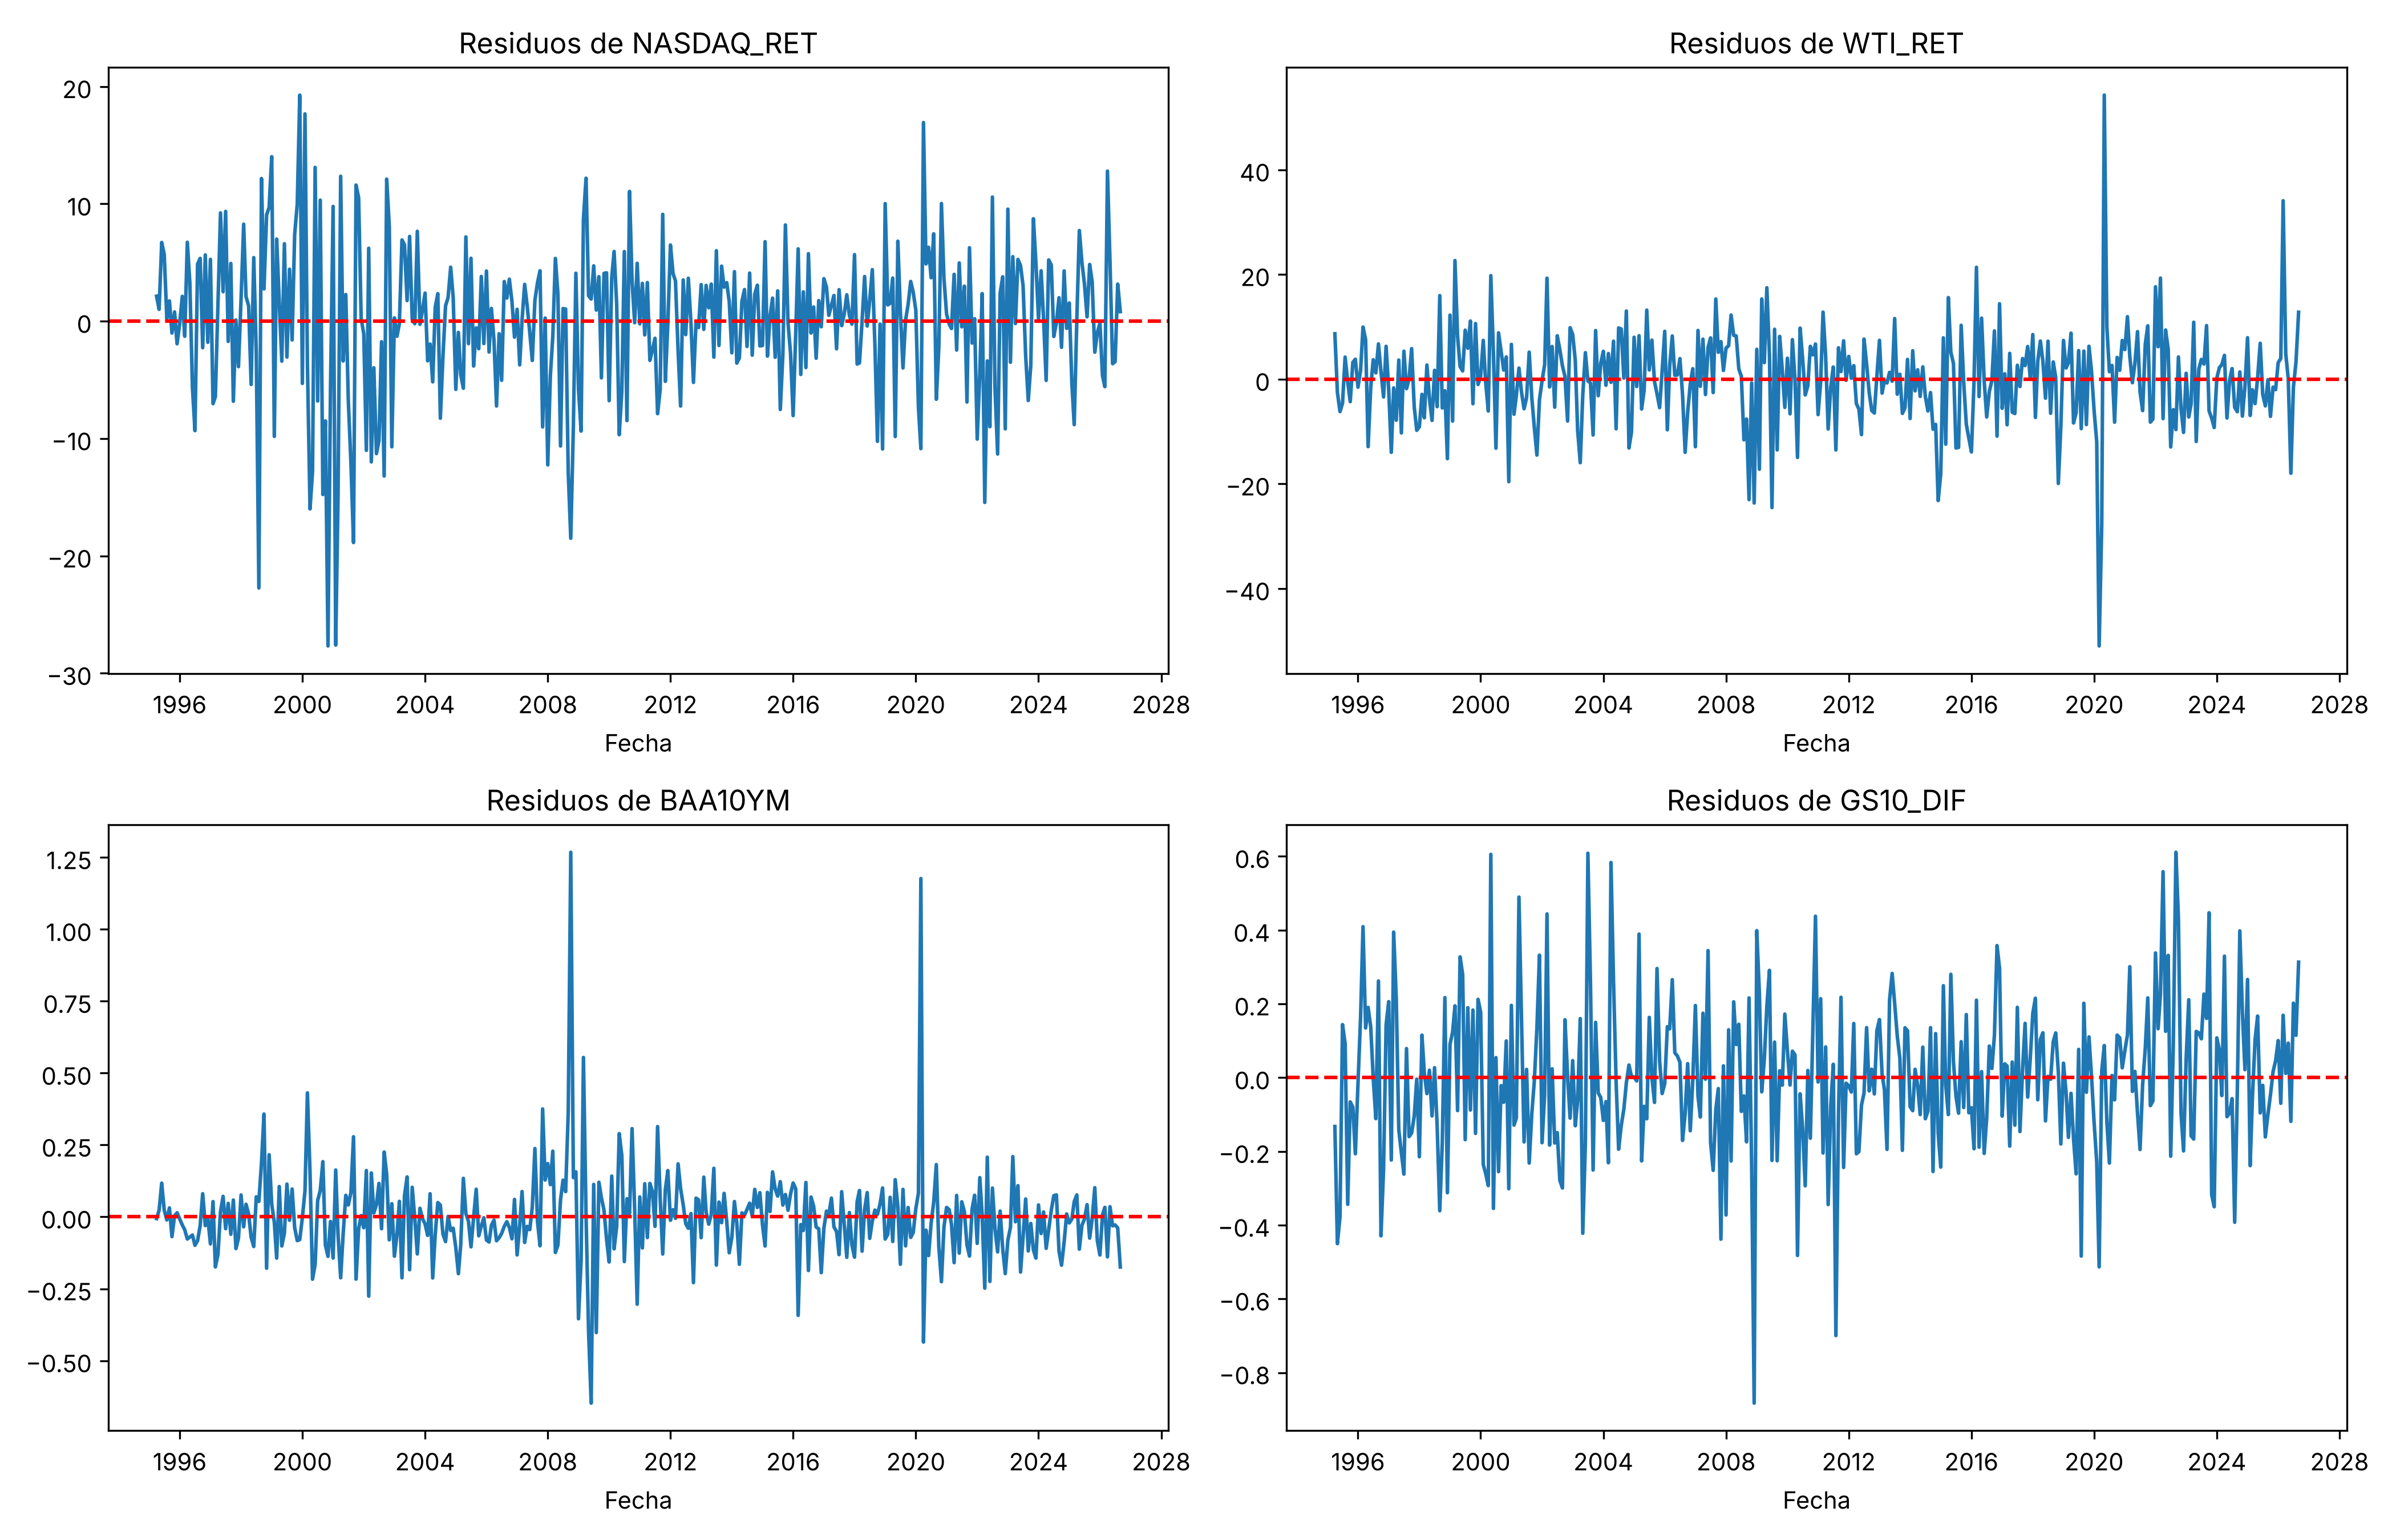 Residuos de NASDAQ_RET
20
10
0
−10
−20
−30
1996 2000 2004 2008 2012 2016 2020 2024 2028
Fecha
Residuos de WTI_RET
40
20
0
−20
−40
1996 2000 2004 2008 2012 2016 2020 2024 2028
Fecha
Residuos de BAA10YM
1.25
1.00
0.75
0.50
0.25
0.00
−0.25
−0.50
1996 2000 2004 2008 2012 2016 2020 2024 2028
Fecha
Residuos de GS10_DIF
0.6
0.4
0.2
0.0
−0.2
−0.4
−0.6
−0.8
1996 2000 2004 2008 2012 2016 2020 2024 2028
Fecha